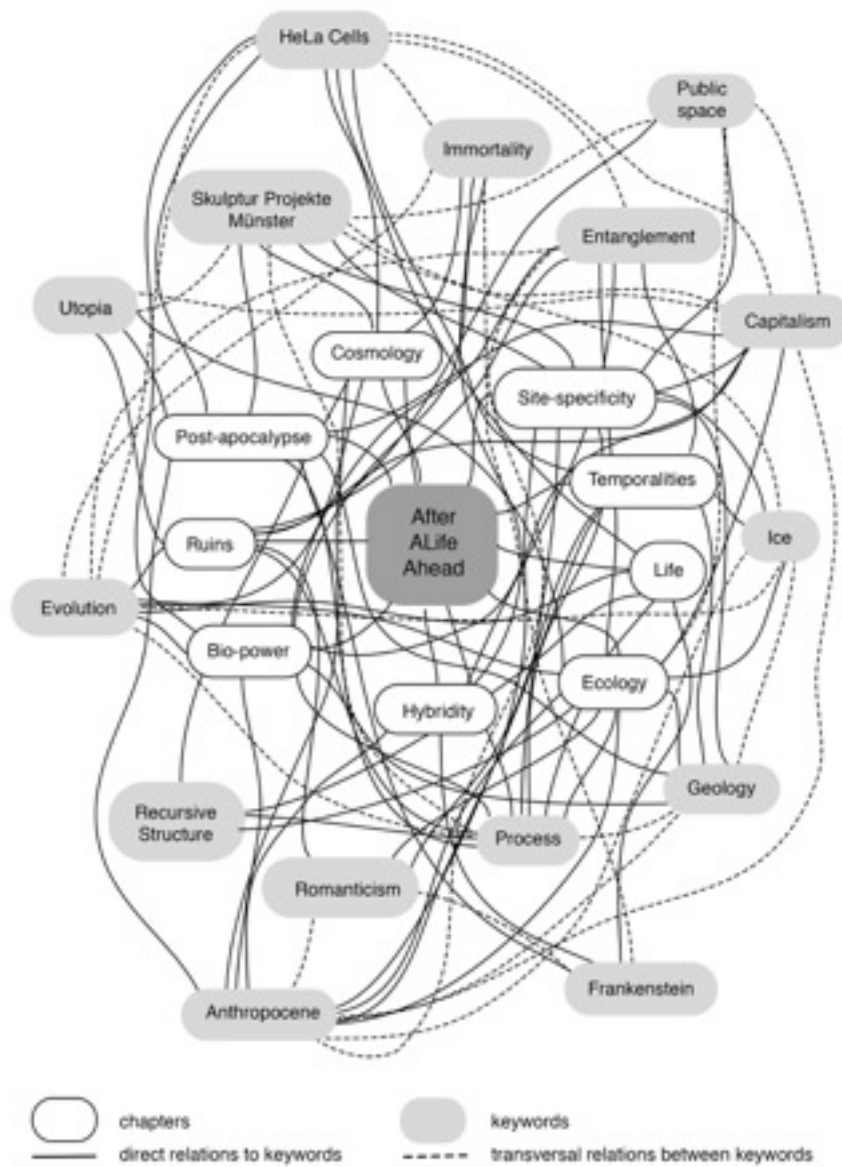 HeLa Cells
Public
space
Immortality
Skulptur Projekte
Münster
Entanglement
Utopia
Capitalism
Cosmology
Site-specificity
Post-apocalypse
Temporalities
After
ALife
Ahead
Ruins
Ice
Life
Evolution
Bio-power
Ecology
Hybridity
Geology
Recursive
Structure
Process
Romanticism
Frankenstein
Anthropocene
chapters
keywords
direct relations to keywords
transversal relations between keywords